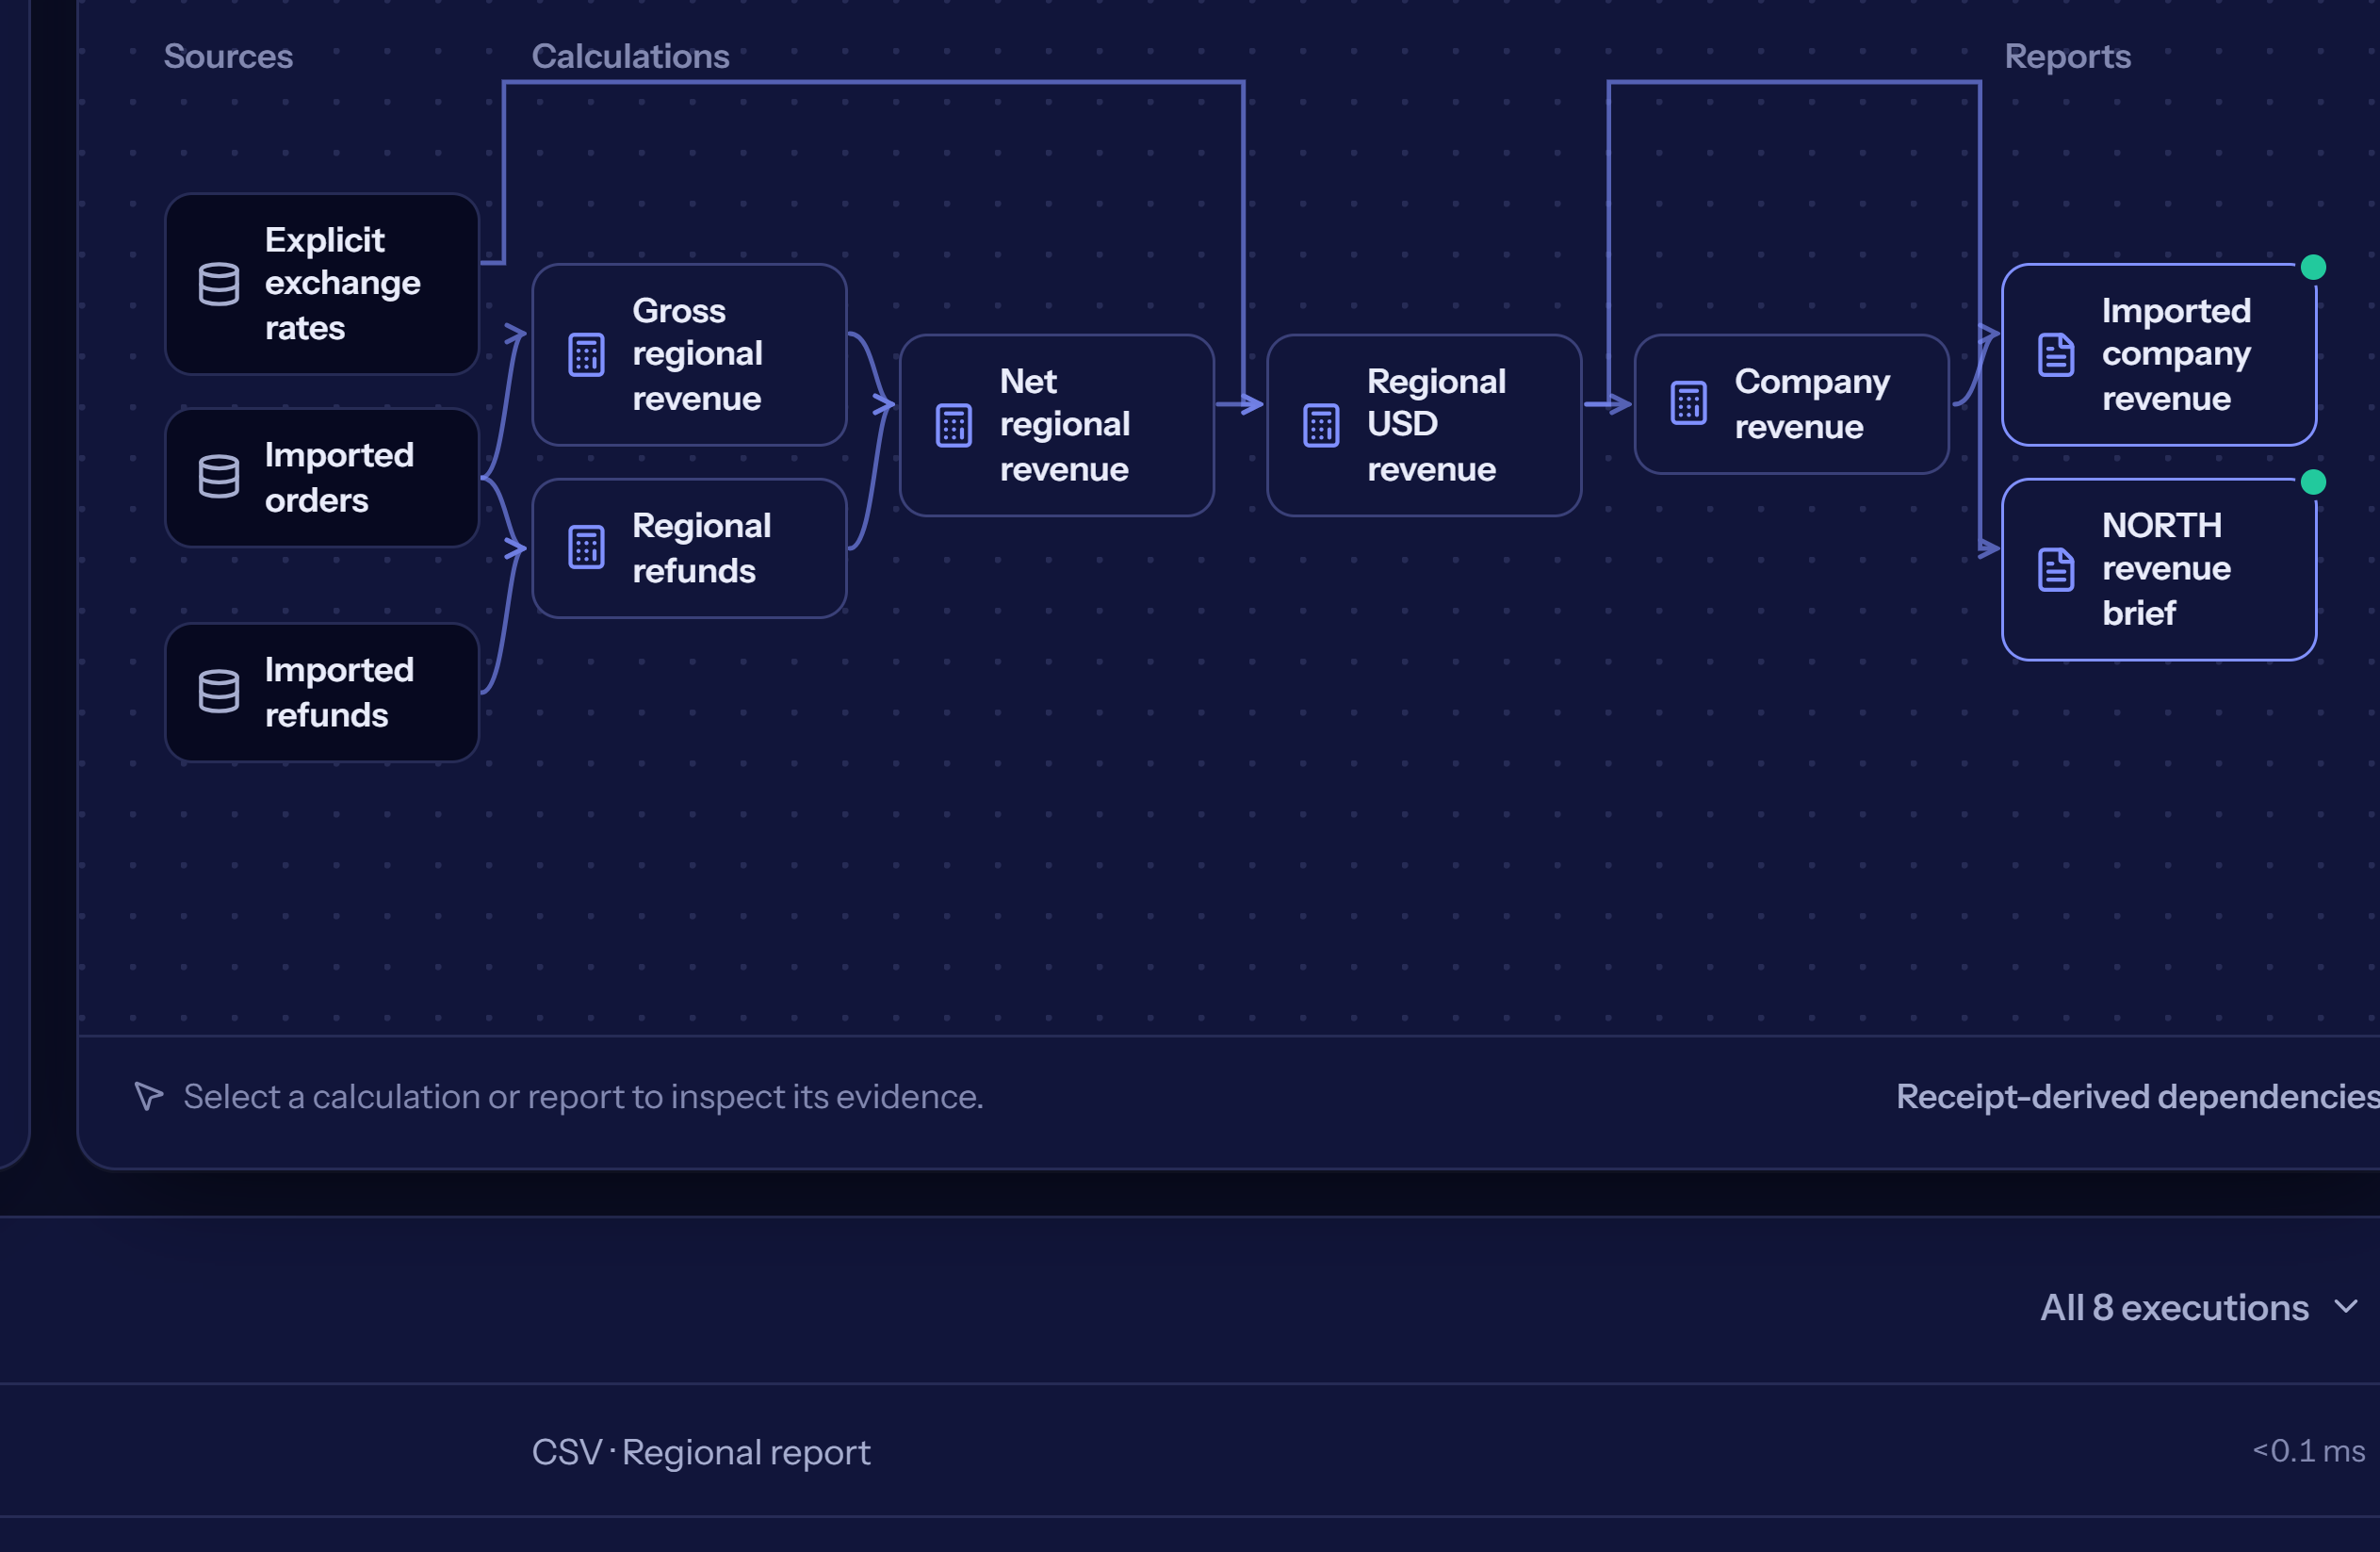 Sources
Calculations
Reports
Explicit
exchange
rates
Imported
orders
Imported
refunds
Gross
regional
revenue
Regional
refunds
Net
regional
revenue
Regional
USD
revenue
Company
revenue
Imported
company
revenue
NORTH
revenue
brief
Select a calculation or report to inspect its evidence.
Receipt-derived dependencies
All 8 executions
CSV · Regional report
<0.1 ms